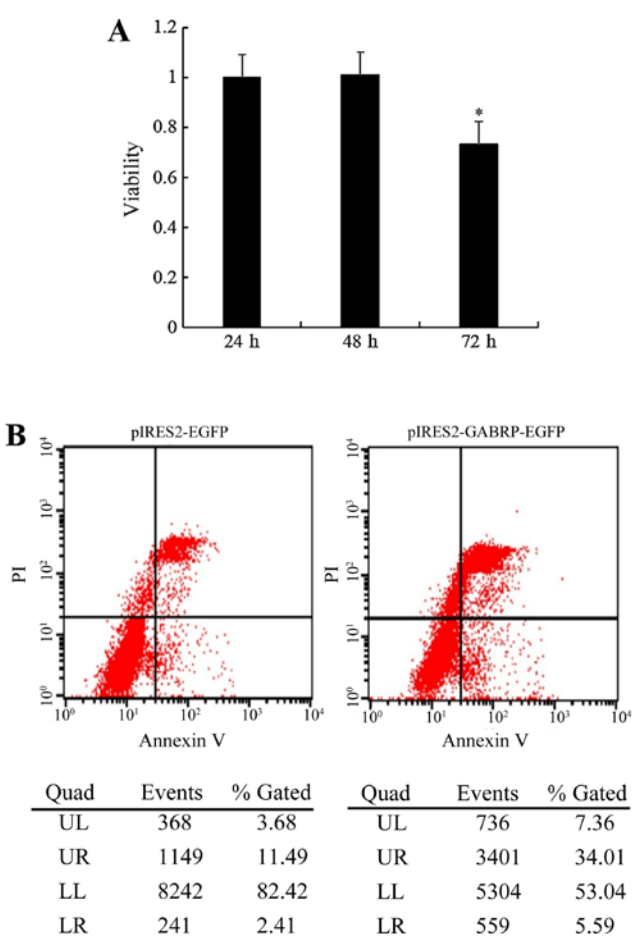 A
1.2
1
0.8
0.6
0.4
0.2
0
Viability
*
24 h 48 h 72 h
B
pIRES2-EGFP
10⁴
10³
10²
10¹
10⁰
PI
10⁰ 10¹ 10² 10³ 10⁴
Annexin V
pIRES2-GABRP-EGFP
10⁴
10³
10²
10¹
10⁰
PI
10⁰ 10¹ 10² 10³ 10⁴
Annexin V
Quad Events % Gated
UL 368 3.68
UR 1149 11.49
LL 8242 82.42
LR 241 2.41
Quad Events % Gated
UL 736 7.36
UR 3401 34.01
LL 5304 53.04
LR 559 5.59